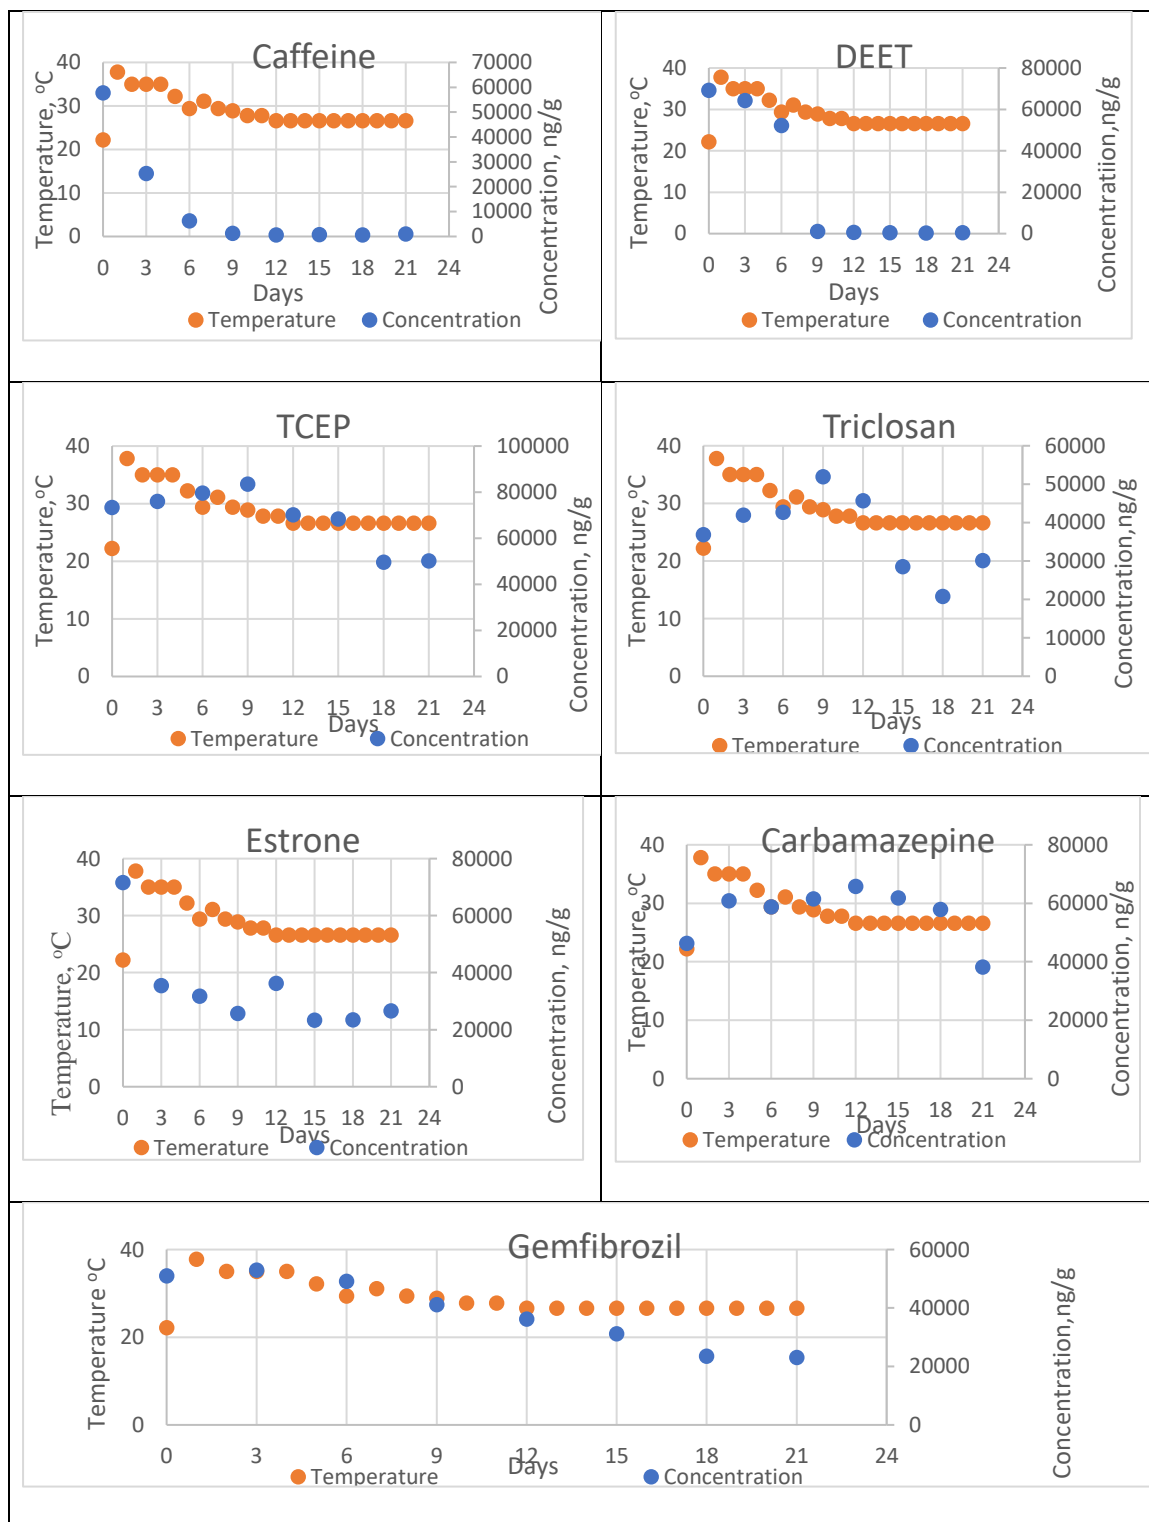 Caffeine
Temperature, ºC
40
30
20
10
0
70000
60000
50000
40000
30000
20000
10000
0
Concentration, ng/g
0 3 6 9 12 15 18 21 24
Days
Temperature Concentration
DEET
Temperature,ºC
40
30
20
10
0
80000
60000
40000
20000
0
Concentratiion,ng/g
0 3 6 9 12 15 18 21 24
Days
Temperature Concentration
TCEP
Temperature,ºC
40
30
20
10
0
100000
80000
60000
40000
20000
0
Concentration, ng/g
0 3 6 9 12 15 18 21 24
Days
Temperature Concentration
Triclosan
Temperature,ºC
40
30
20
10
0
60000
50000
40000
30000
20000
10000
0
Concentration,ng/g
0 3 6 9 12 15 18 21 24
Days
Temperature Concentration
Estrone
Temperature, ºC
40
30
20
10
0
80000
60000
40000
20000
0
Concentration, ng/g
0 3 6 9 12 15 18 21 24
Days
Temerature Concentration
Carbamazepine
Temperature,ºC
40
30
20
10
0
80000
60000
40000
20000
0
Concentration, ng/g
0 3 6 9 12 15 18 21 24
Days
Temperature Concentration
Gemfibrozil
Temperature ºC
40
20
0
60000
40000
20000
0
Concentration,ng/g
0 3 6 9 12 15 18 21 24
Days
Temperature Concentration